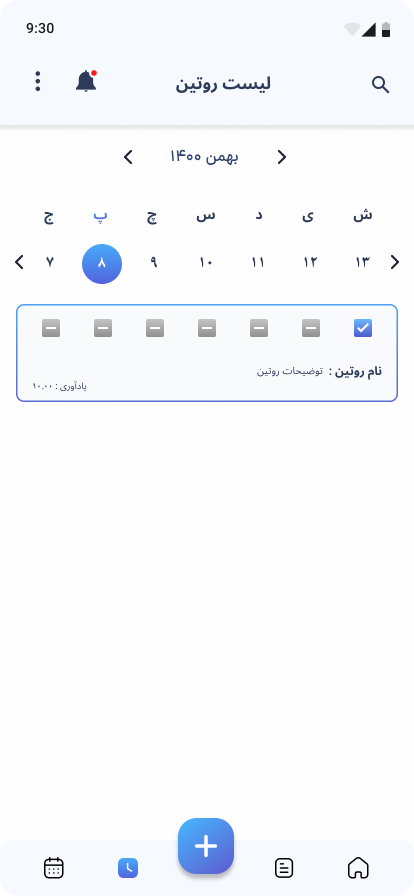 9:30
لیست روتین
بهمن ۱۴۰۰
ش ی د س چ پ ج
۱۳ ۱۲ ۱۱ ۱۰ ۹ ۸ ۷
نام روتین : توضیحات روتین
یادآوری : ۱۰.۰۰